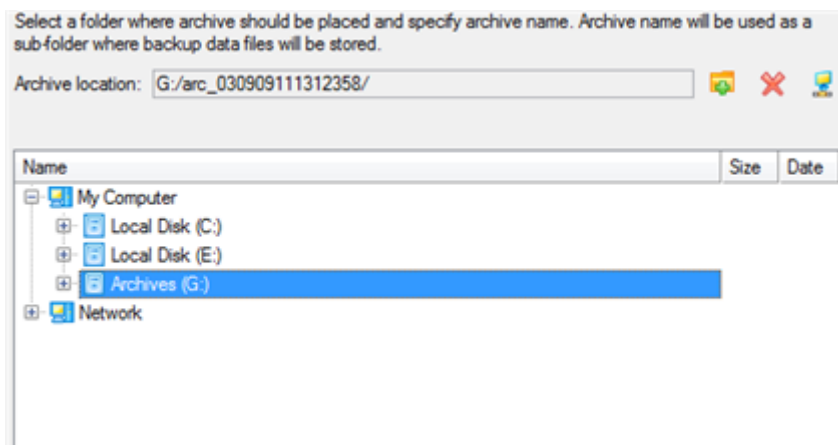 Select a folder where archive should be placed and specify archive name. Archive name will be used as a
sub-folder where backup data files will be stored.
Archive location: G:/arc_030909111312358/
Name Size Date
My Computer
Local Disk (C:)
Local Disk (E:)
Archives (G:)
Network